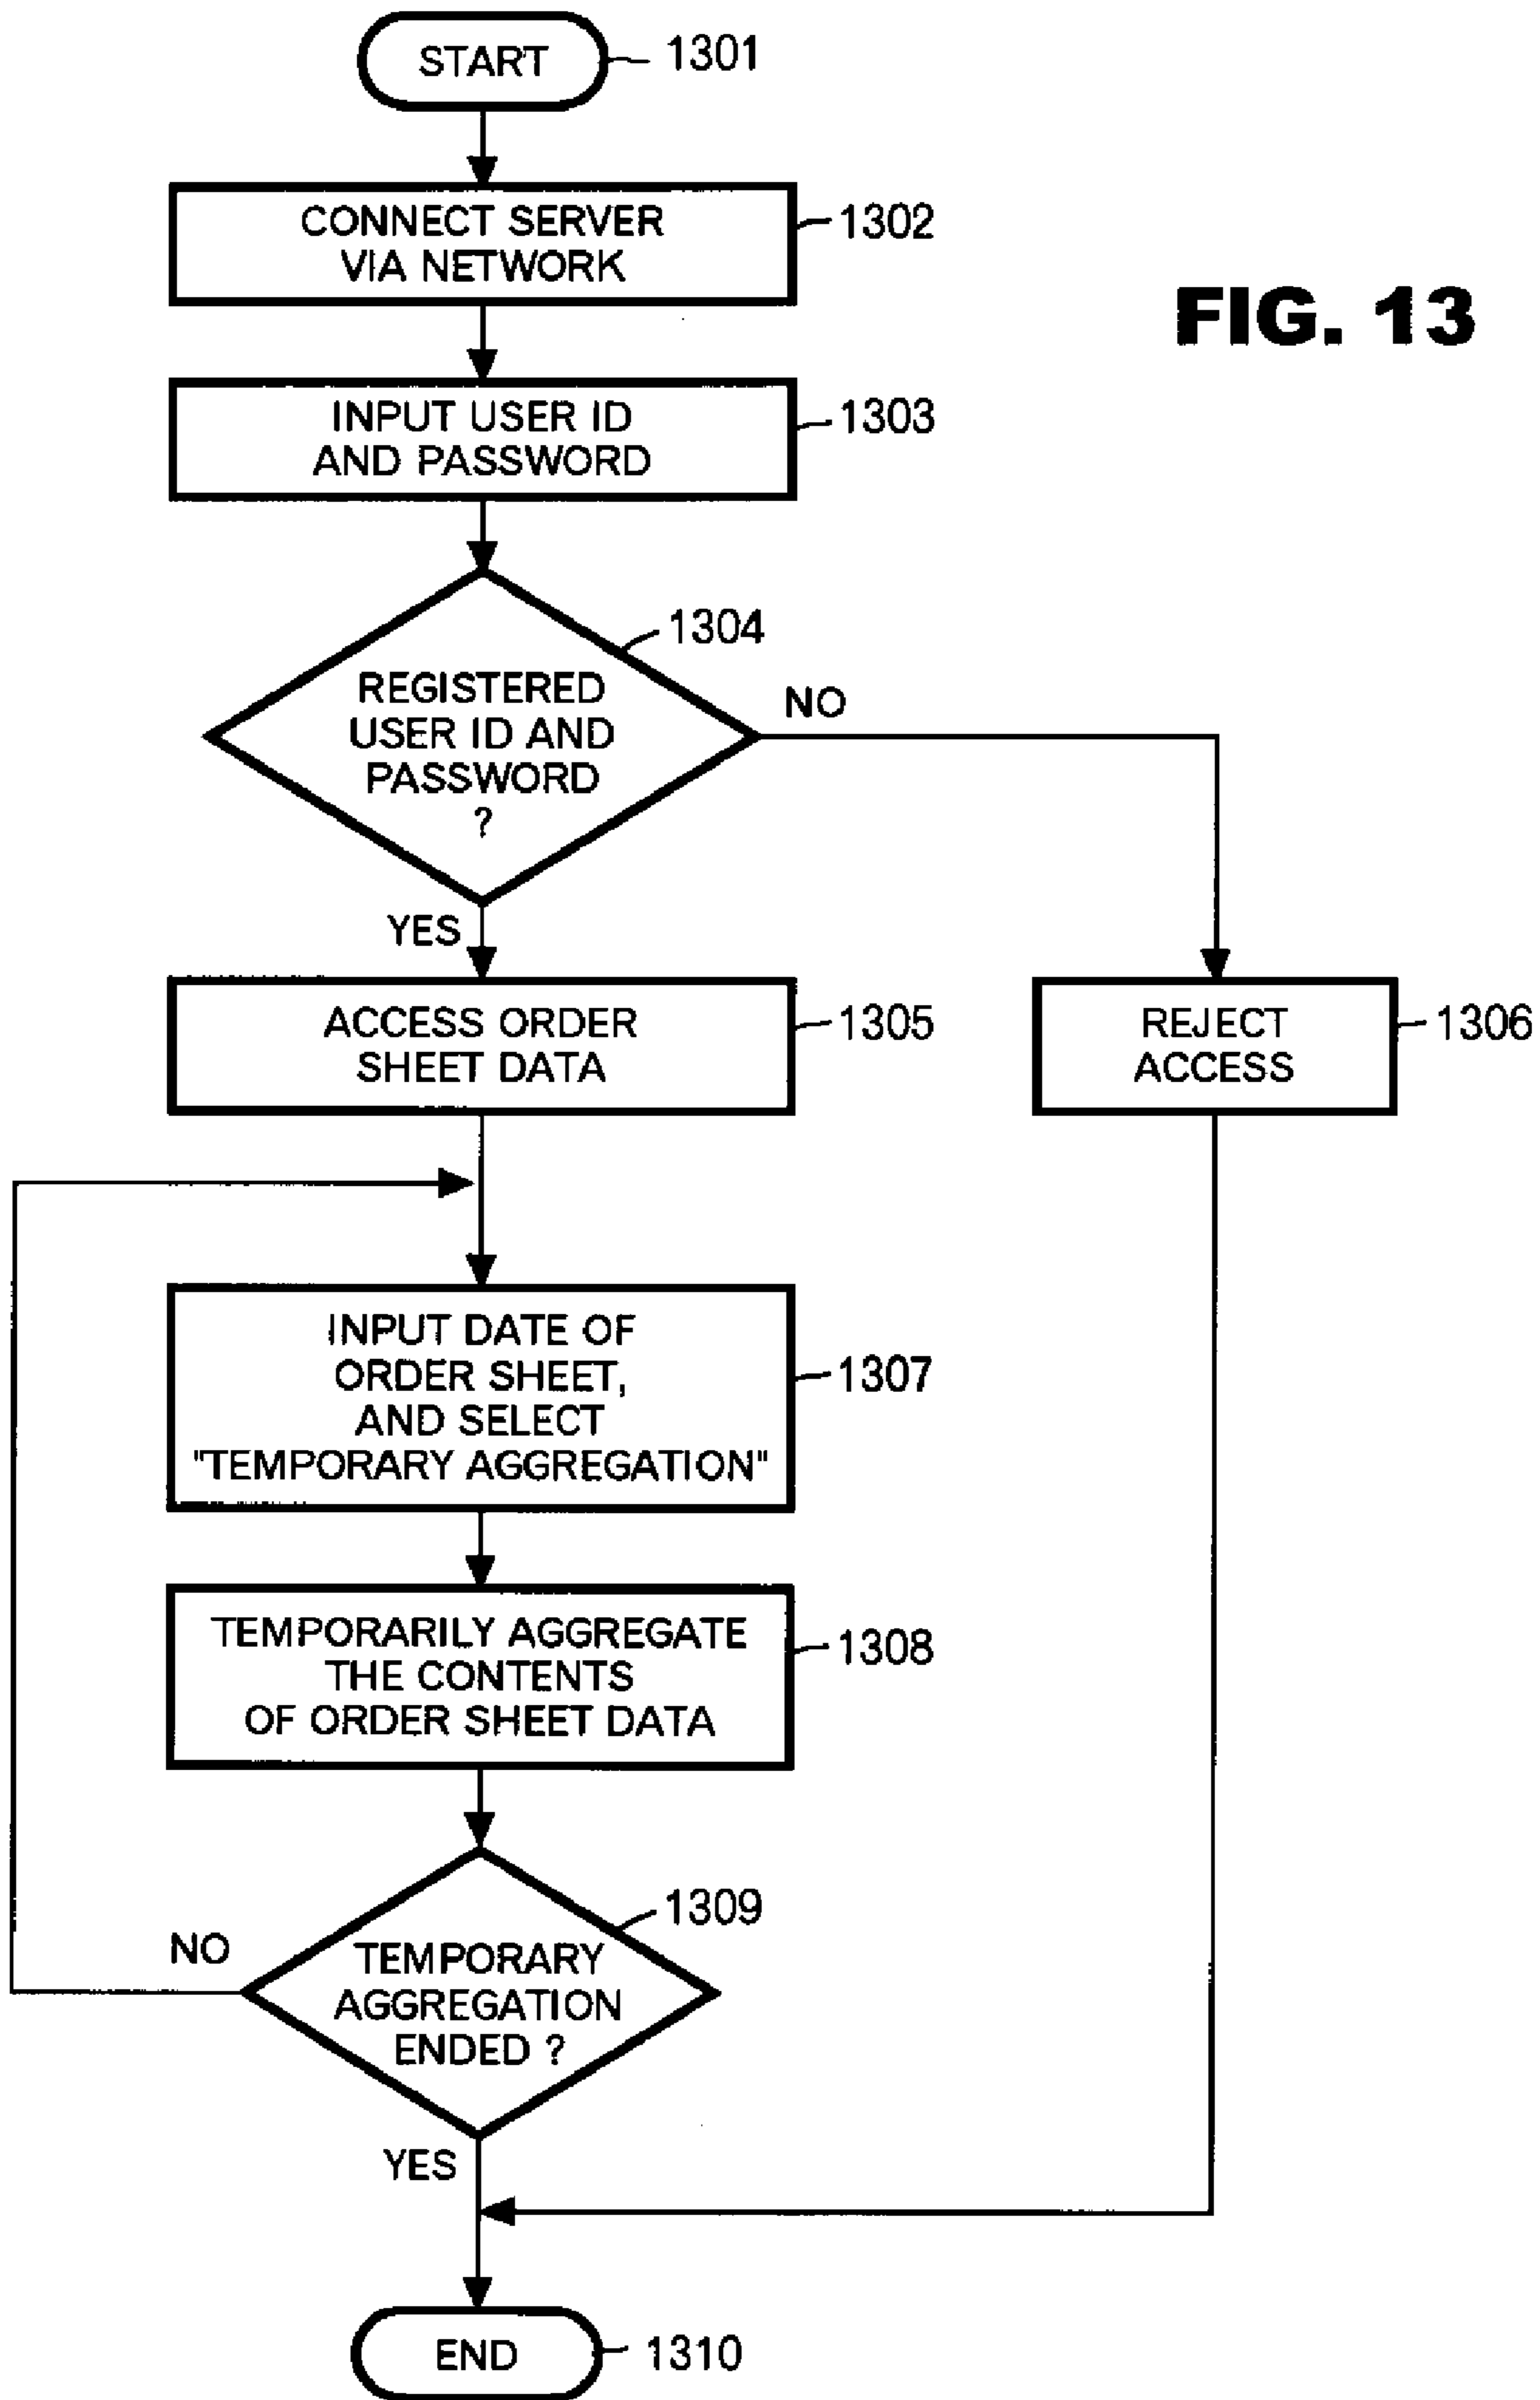 START
1301
CONNECT SERVER
VIA NETWORK
1302
FIG. 13
INPUT USER ID
AND PASSWORD
1303
1304
REGISTERED
USER ID AND
PASSWORD
?
NO
YES
ACCESS ORDER
SHEET DATA
1305
REJECT
ACCESS
1306
INPUT DATE OF
ORDER SHEET,
AND SELECT
"TEMPORARY AGGREGATION"
1307
TEMPORARILY AGGREGATE
THE CONTENTS
OF ORDER SHEET DATA
1308
1309
NO
TEMPORARY
AGGREGATION
ENDED ?
YES
END
1310